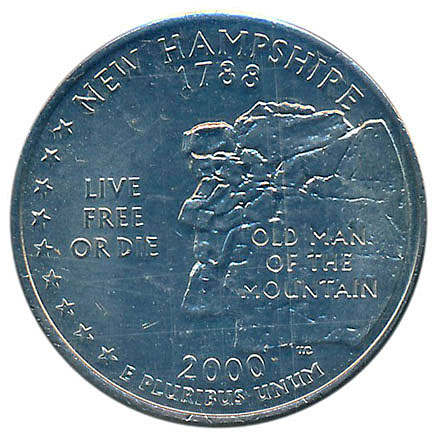 NEW HAMPSHIRE
1788
LIVE
FREE
OR DIE
OLD MAN
OF THE
MOUNTAIN
2000
E PLURIBUS UNUM